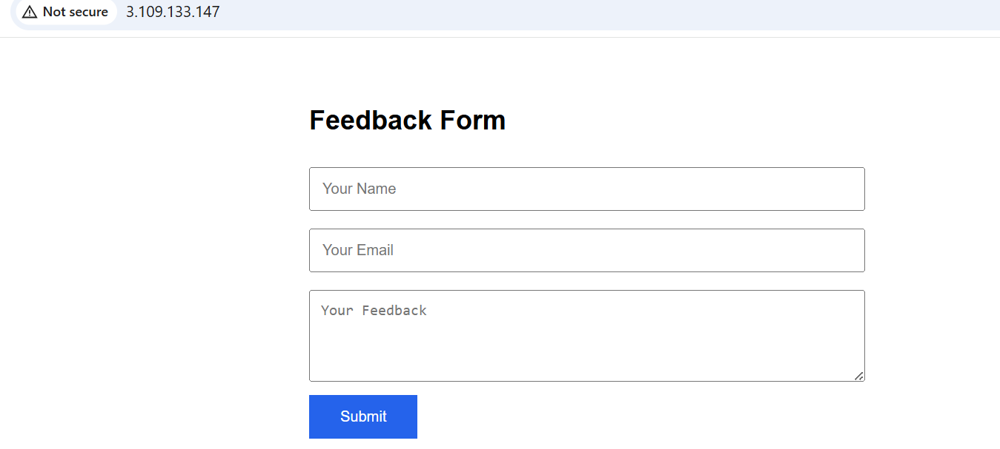 Not secure 3.109.133.147
Feedback Form
Your Name
Your Email
Your Feedback
Submit